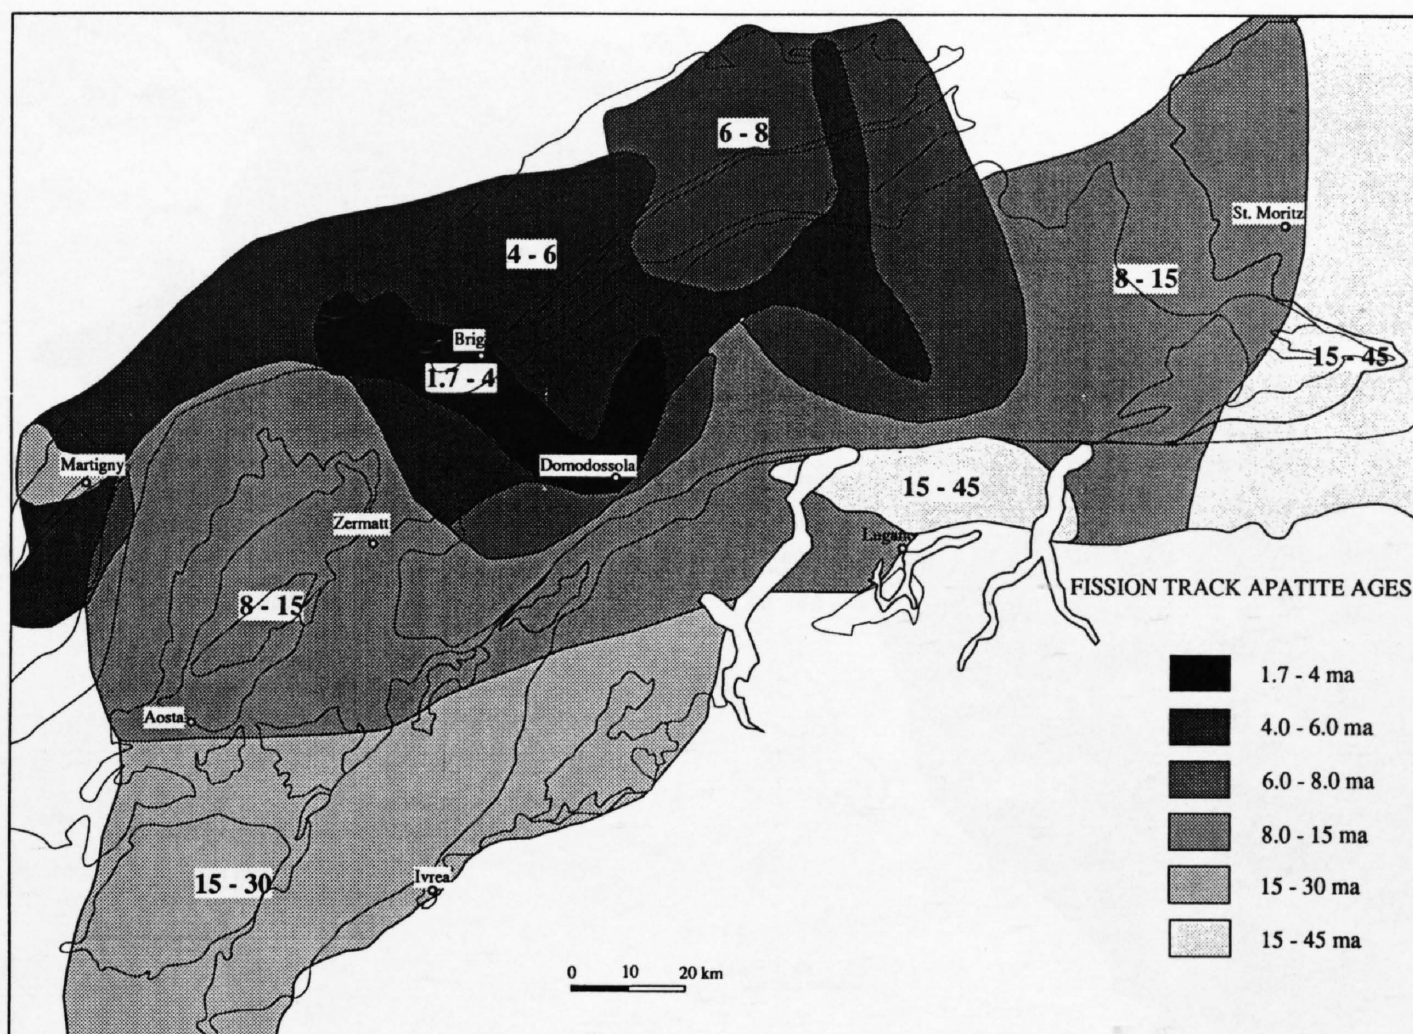 6 - 8
St. Moritz
4 - 6
8 - 15
Brig
15 - 45
1.7 - 4
Martigny
Domodossola
15 - 45
Zermatt
Lugano
FISSION TRACK APATITE AGES
8 - 15
1.7 - 4 ma
Aosta
4.0 - 6.0 ma
6.0 - 8.0 ma
8.0 - 15 ma
15 - 30
Ivrea
15 - 30 ma
15 - 45 ma
0 10 20 km